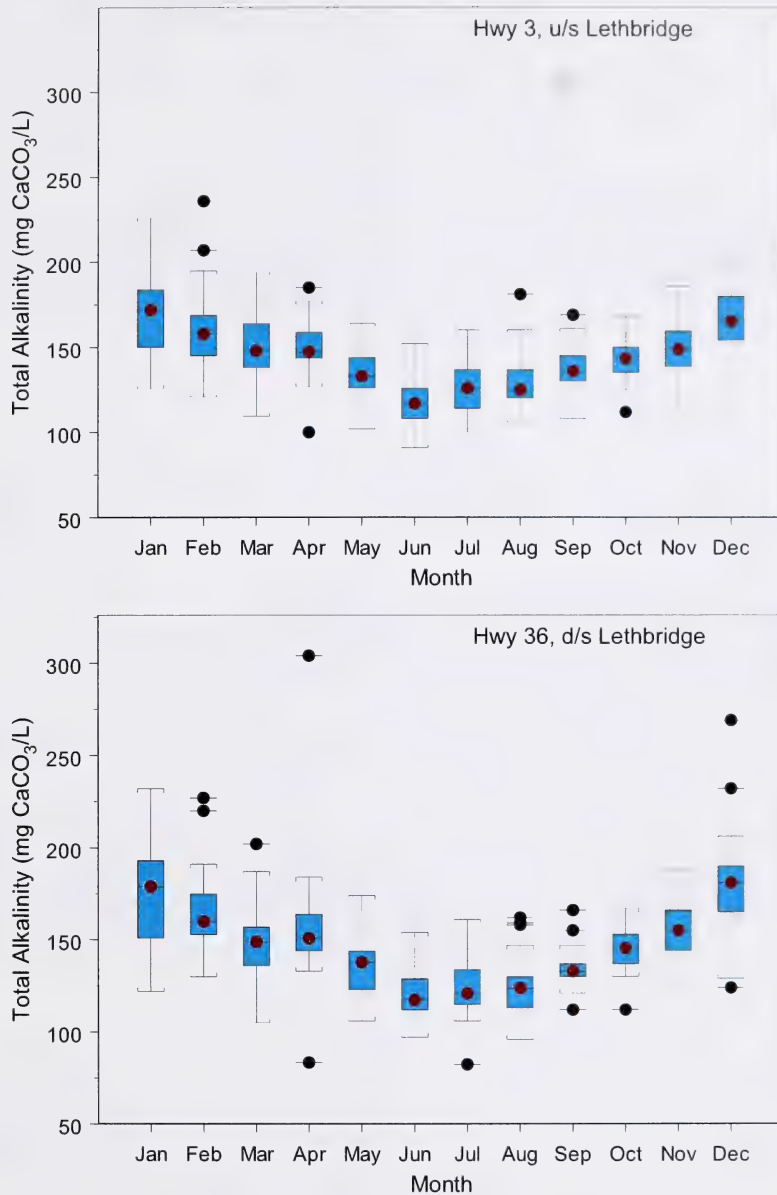 Hwy 3, u/s Lethbridge
Total Alkalinity (mg CaCO₃/L)
300
250
200
150
100
50
Jan Feb Mar Apr May Jun Jul Aug Sep Oct Nov Dec
Month
Hwy 36, d/s Lethbridge
Total Alkalinity (mg CaCO₃/L)
300
250
200
150
100
50
Jan Feb Mar Apr May Jun Jul Aug Sep Oct Nov Dec
Month